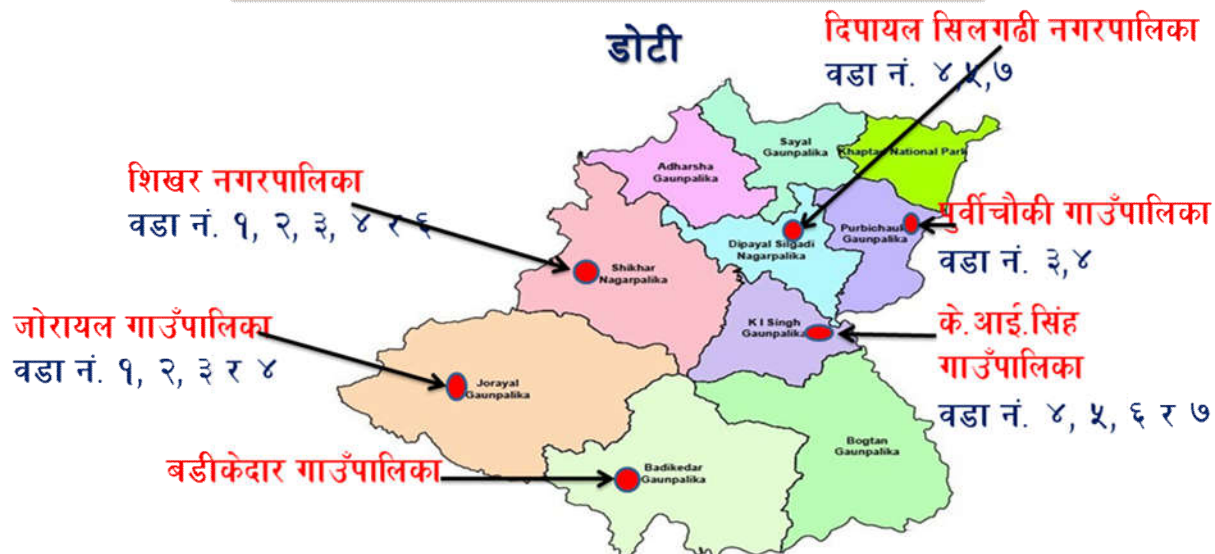 डोटी
दिपायल सिलगढी नगरपालिका
वडा नं. ४,५,७
शिखर नगरपालिका
वडा नं. १, २, ३, ४ र ६
जोरायल गाउँपालिका
वडा नं. १, २, ३ र ४
बडीकेदार गाउँपालिका
पुर्वीचौकी गाउँपालिका
वडा नं. ३,४
के.आई.सिंह
गाउँपालिका
वडा नं. ४, ५, ६ र ७
Sayal
Gaunpalika
Khaptad National Park
Adharsha
Gaunpalika
Purbichauki
Gaunpalika
Dipayal Silgadi
Nagarpalika
Shikhar
Nagarpalika
K I Singh
Gaunpalika
Jorayal
Gaunpalika
Bogtan
Gaunpalika
Badikedar
Gaunpalika